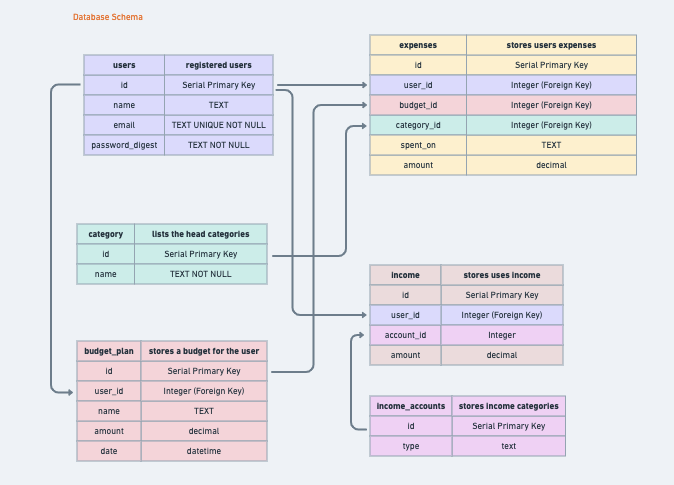 Database Schema
users registered users
id Serial Primary Key
name TEXT
email TEXT UNIQUE NOT NULL
password_digest TEXT NOT NULL
category lists the head categories
id Serial Primary Key
name TEXT NOT NULL
budget_plan stores a budget for the user
id Serial Primary Key
user_id Integer (Foreign Key)
name TEXT
amount decimal
date datetime
expenses stores users expenses
id Serial Primary Key
user_id Integer (Foreign Key)
budget_id Integer (Foreign Key)
category_id Integer (Foreign Key)
spent_on TEXT
amount decimal
income stores uses income
id Serial Primary Key
user_id Integer (Foreign Key)
account_id Integer
amount decimal
income_accounts stores income categories
id Serial Primary Key
type text